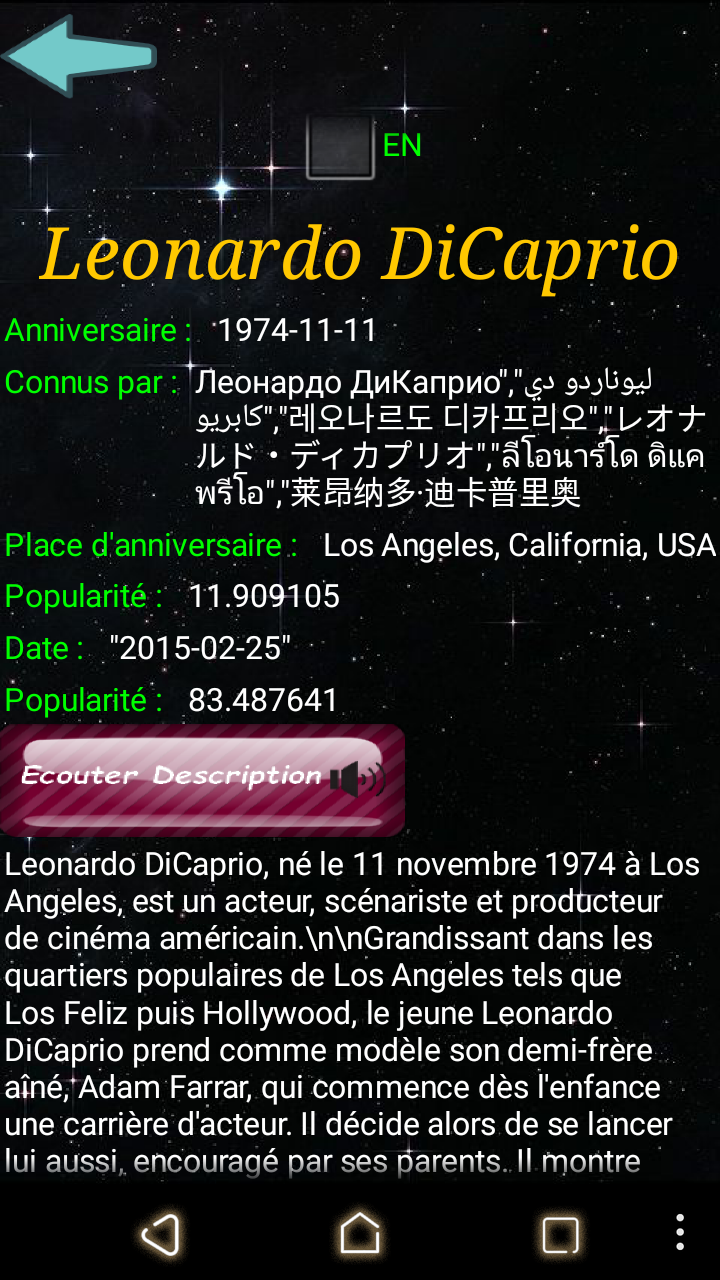 EN
Leonardo DiCaprio
Anniversaire : 1974-11-11
Connus par : Леонардо ДиКаприо","ليوناردو دي
كابريو","레오나르도 디카프리오","レオナ
ルド・ディカプリオ","ลีโอนาร์โด ดิแค
พรีโอ","莱昂纳多·迪卡普里奥
Place d'anniversaire : Los Angeles, California, USA
Popularité : 11.909105
Date : "2015-02-25"
Popularité : 83.487641
Ecouter Description
Leonardo DiCaprio, né le 11 novembre 1974 à Los
Angeles, est un acteur, scénariste et producteur
de cinéma américain.\n\nGrandissant dans les
quartiers populaires de Los Angeles tels que
Los Feliz puis Hollywood, le jeune Leonardo
DiCaprio prend comme modèle son demi-frère
aîné, Adam Farrar, qui commence dès l'enfance
une carrière d'acteur. Il décide alors de se lancer
lui aussi, encouragé par ses parents. Il montre